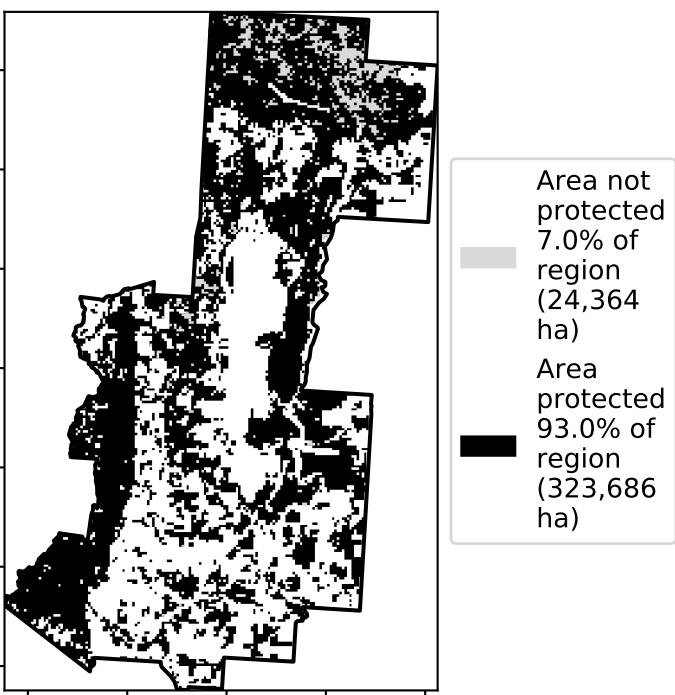 Area not
protected
7.0% of
region
(24,364
ha)
Area
protected
93.0% of
region
(323,686
ha)